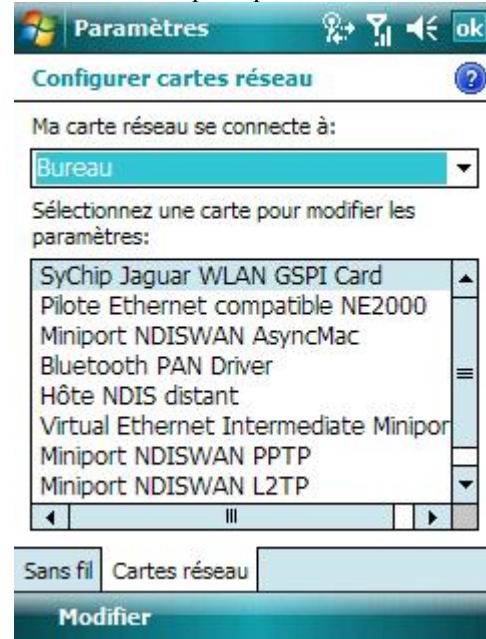 Paramètres
ok
Configurer cartes réseau
?
Ma carte réseau se connecte à:
Bureau
Sélectionnez une carte pour modifier les
paramètres:
SyChip Jaguar WLAN GSPI Card
Pilote Ethernet compatible NE2000
Miniport NDISWAN AsyncMac
Bluetooth PAN Driver
Hôte NDIS distant
Virtual Ethernet Intermediate Minipor
Miniport NDISWAN PPTP
Miniport NDISWAN L2TP
Sans fil Cartes réseau
Modifier